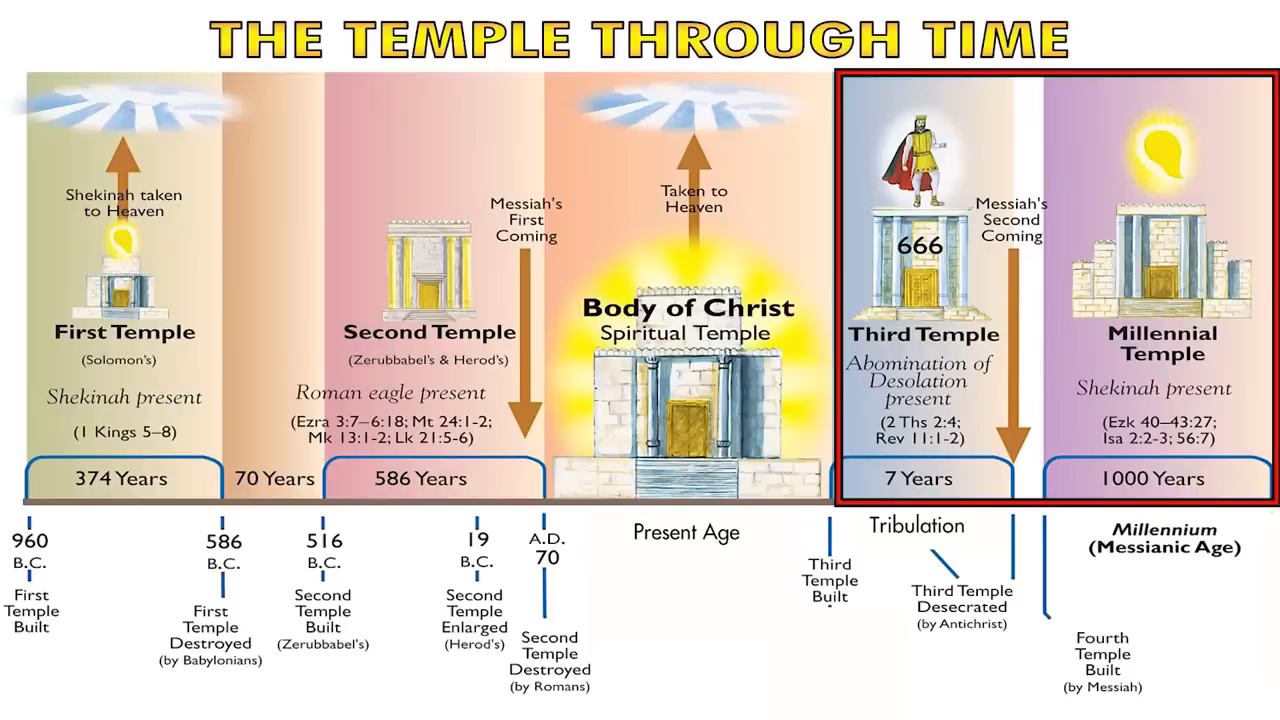 THE TEMPLE THROUGH TIME
Shekinah taken
to Heaven
First Temple
(Solomon's)
Shekinah present
(1 Kings 5–8)
374 Years
70 Years
Second Temple
(Zerubbabel's & Herod's)
Roman eagle present
(Ezra 3:7–6:18; Mt 24:1-2;
Mk 13:1-2; Lk 21:5-6)
586 Years
Messiah's
First
Coming
Taken to
Heaven
Body of Christ
Spiritual Temple
666
Third Temple
Abomination of
Desolation
present
(2 Ths 2:4;
Rev 11:1-2)
7 Years
Messiah's
Second
Coming
Millennial
Temple
Shekinah present
(Ezk 40–43:27;
Isa 2:2-3; 56:7)
1000 Years
960
B.C.
First
Temple
Built
586
B.C.
First
Temple
Destroyed
(by Babylonians)
516
B.C.
Second
Temple
Built
(Zerubbabel's)
19
B.C.
Second
Temple
Enlarged
(Herod's)
A.D.
70
Second
Temple
Destroyed
(by Romans)
Present Age
Third
Temple
Built
Tribulation
Third Temple
Desecrated
(by Antichrist)
Millennium
(Messianic Age)
Fourth
Temple
Built
(by Messiah)